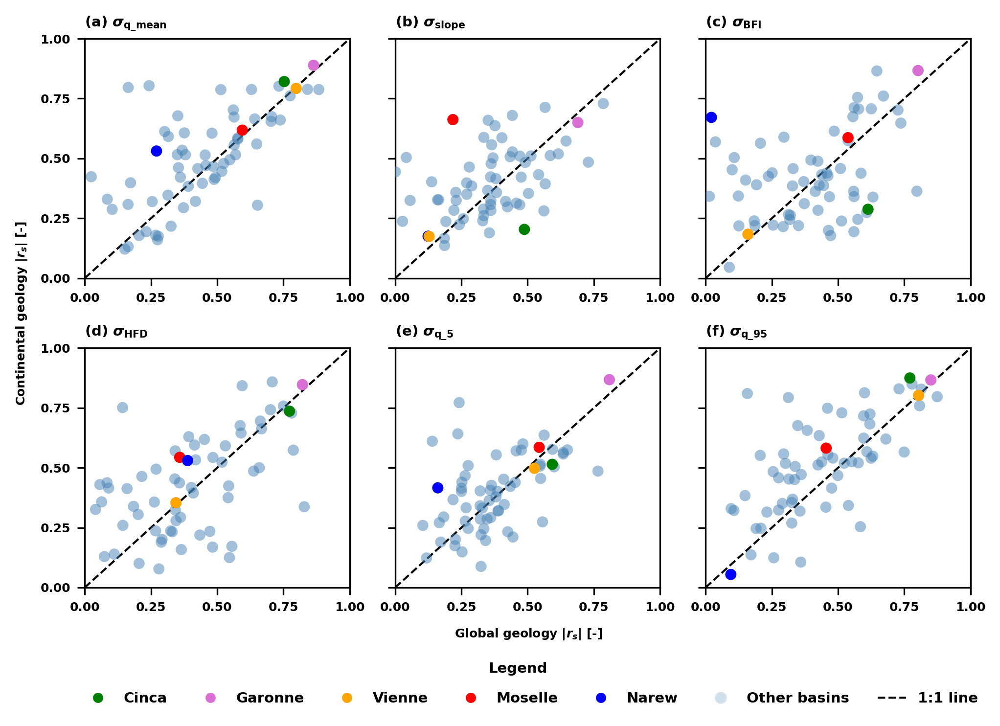 (a) σq_mean
(b) σslope
(c) σBFI
1.00
0.75
0.50
0.25
0.00
0.00 0.25 0.50 0.75 1.00
0.00 0.25 0.50 0.75 1.00
0.00 0.25 0.50 0.75 1.00
Continental geology |rs| [-]
(d) σHFD
(e) σq_5
(f) σq_95
1.00
0.75
0.50
0.25
0.00
0.00 0.25 0.50 0.75 1.00
0.00 0.25 0.50 0.75 1.00
0.00 0.25 0.50 0.75 1.00
Global geology |rs| [-]
Legend
Cinca Garonne Vienne Moselle Narew Other basins 1:1 line